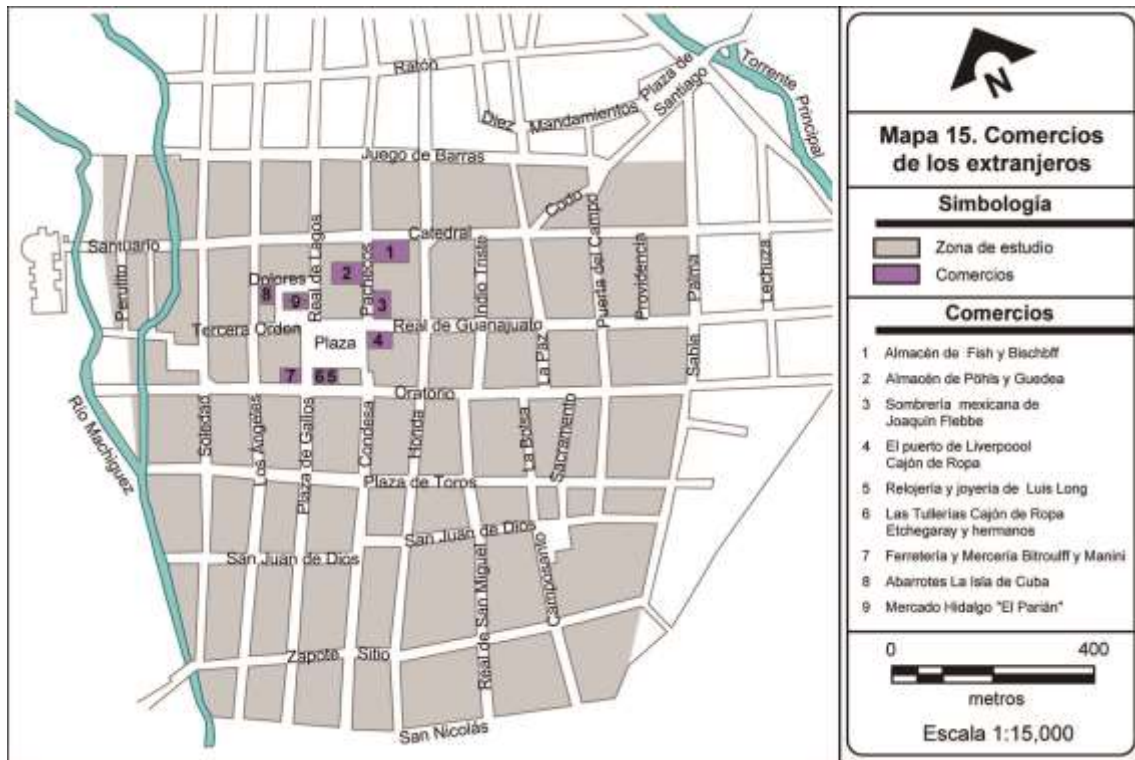 Ratón
Torrente Principal
Plaza de Santiago
Diez Mandamientos
Juego de Barras
Codo
Santuario
Perulito
Catedral
Dolores
Real de Lagos
Pachecos
Indio Triste
Puerta del Campo
Providencia
Palma
Lechuza
1
2
3
4
8
9
7
65
Tercera Orden
Plaza
Real de Guanajuato
La Paz
Sable
Oratorio
Río Machiguez
Soledad
Los Ángeles
Plaza de Gallos
Condesa
Honda
La Bolsa
Sacramento
Plaza de Toros
San Juan de Dios
San Juan de Dios
Real de San Miguel
Camposanto
Zapote
Sitio
San Nicolás
N
Mapa 15. Comercios
de los extranjeros
Simbología
Zona de estudio
Comercios
Comercios
1 Almacén de Fish y Bischöff
2 Almacén de Pöhls y Guedea
3 Sombrería mexicana de
Joaquín Flebbe
4 El puerto de Liverpoool
Cajón de Ropa
5 Relojería y joyería de Luis Long
6 Las Tullerías Cajón de Ropa
Etchegaray y hermanos
7 Ferretería y Mercería Bitroulff y Manini
8 Abarrotes La Isla de Cuba
9 Mercado Hidalgo "El Parián"
0 400
metros
Escala 1:15,000